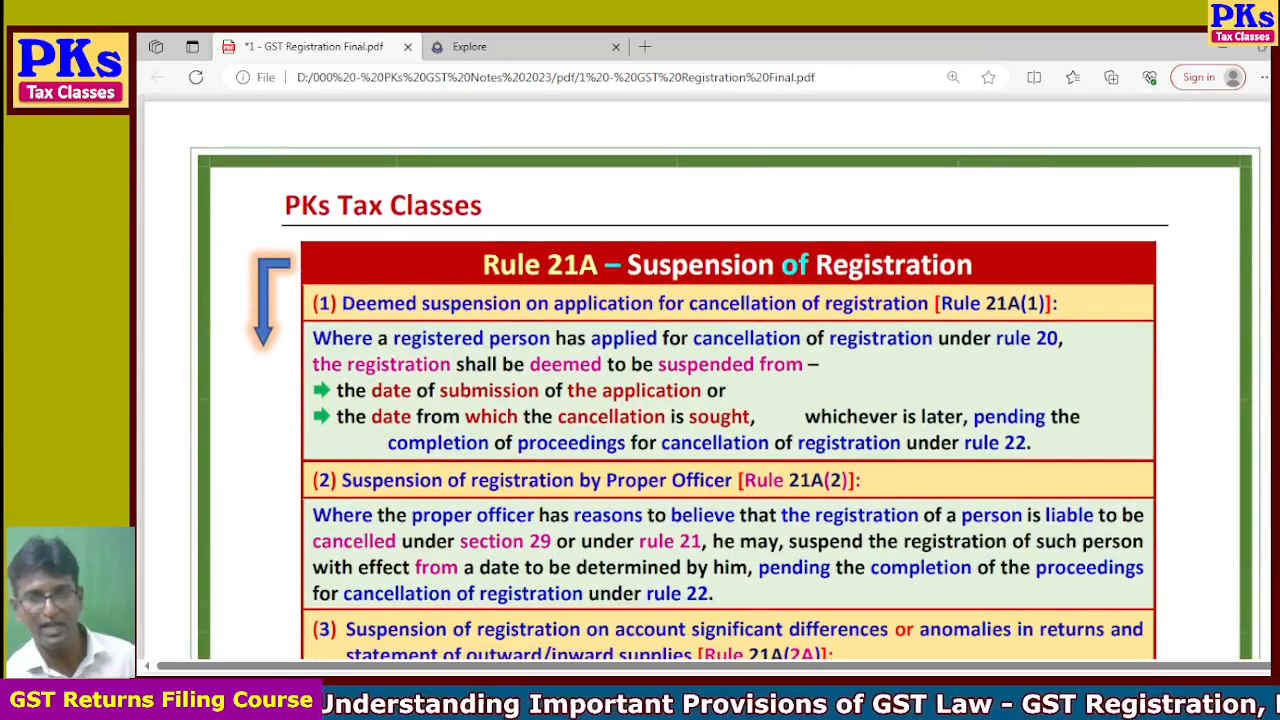 PKs
Tax Classes
PKs
Tax Classes
*1 - GST Registration Final.pdf
Explore
File
D:/000%20-%20PKs%20GST%20Notes%202023/pdf/1%20-%20GST%20Registration%20Final.pdf
Sign in
PKs Tax Classes
Rule 21A – Suspension of Registration
(1) Deemed suspension on application for cancellation of registration [Rule 21A(1)]:
Where a registered person has applied for cancellation of registration under rule 20,
the registration shall be deemed to be suspended from –
the date of submission of the application or
the date from which the cancellation is sought, whichever is later, pending the
completion of proceedings for cancellation of registration under rule 22.
(2) Suspension of registration by Proper Officer [Rule 21A(2)]:
Where the proper officer has reasons to believe that the registration of a person is liable to be
cancelled under section 29 or under rule 21, he may, suspend the registration of such person
with effect from a date to be determined by him, pending the completion of the proceedings
for cancellation of registration under rule 22.
(3) Suspension of registration on account significant differences or anomalies in returns and
statement of outward/inward supplies [Rule 21A(2A)]:
GST Returns Filing Course
Understanding Important Provisions of GST Law - GST Registration,